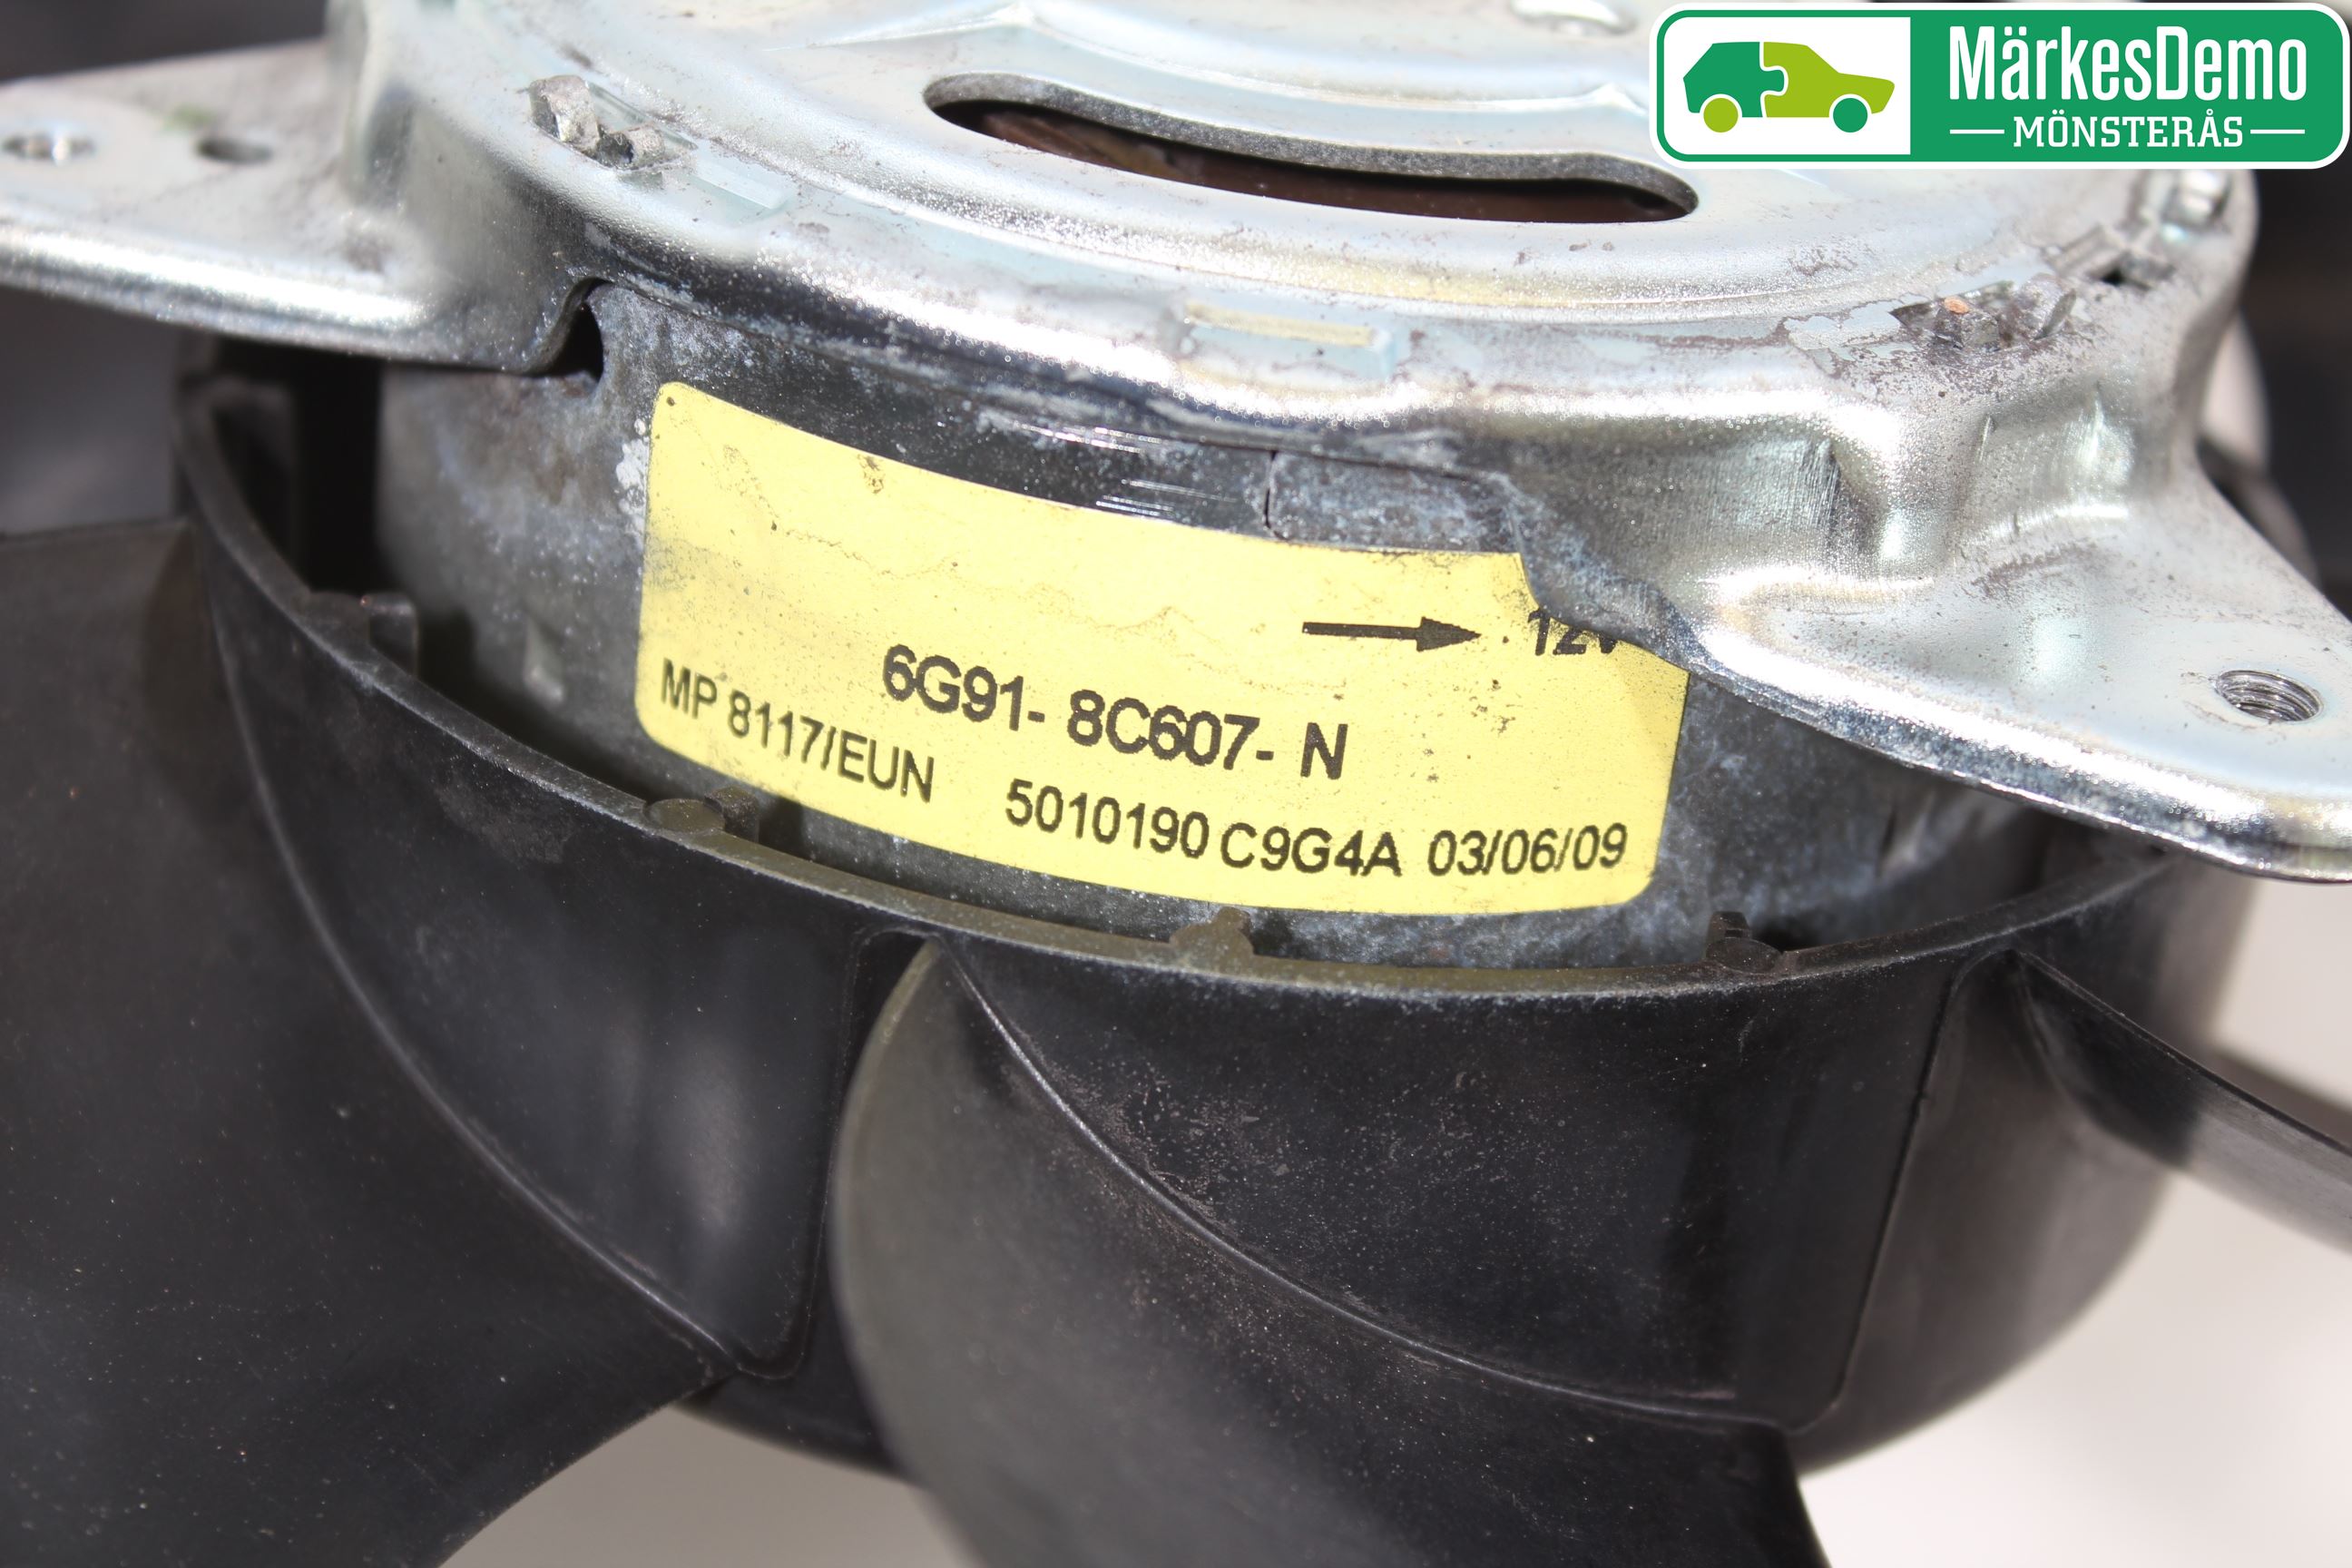 MärkesDemo
MÖNSTERÅS
12V
6G91- 8C607- N
MP 8117/EUN 5010190 C9G4A 03/06/09